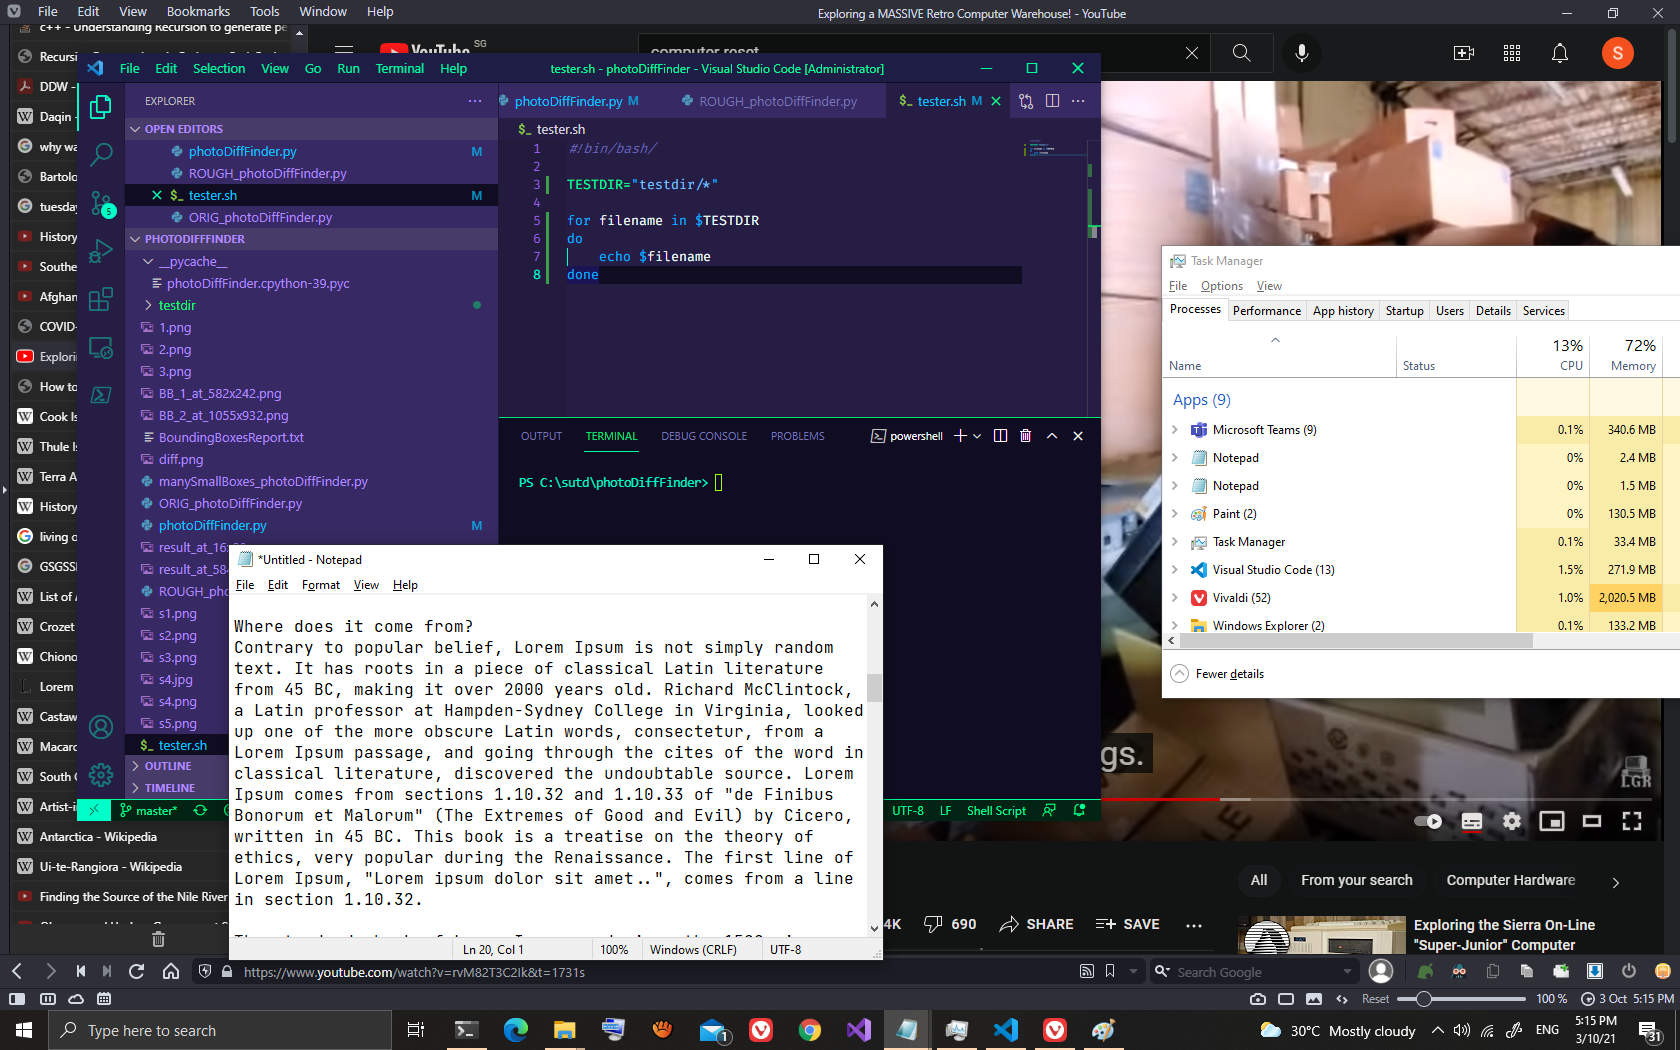 File Edit View Bookmarks Tools Window Help
Exploring a MASSIVE Retro Computer Warehouse! - YouTube
c++ - Understanding Recursion to generate pe
Recursi
DDW -
Daqin -
why wa
Bartolo
tuesday
History
Southe
Afghan
COVID-
Explorin
How to
Cook Is
Thule Is
Terra A
History
living o
GSGSSI
List of A
Crozet
Chiono
Lorem
Castaw
Macaro
South G
Artist-in
Antarctica - Wikipedia
Ui-te-Rangiora - Wikipedia
Finding the Source of the Nile River
YouTube SG
computer reset
S
File Edit Selection View Go Run Terminal Help
tester.sh - photoDiffFinder - Visual Studio Code [Administrator]
EXPLORER
OPEN EDITORS
photoDiffFinder.py M
ROUGH_photoDiffFinder.py
tester.sh M
ORIG_photoDiffFinder.py
PHOTODIFFFINDER
__pycache__
photoDiffFinder.cpython-39.pyc
testdir
1.png
2.png
3.png
BB_1_at_582x242.png
BB_2_at_1055x932.png
BoundingBoxesReport.txt
diff.png
manySmallBoxes_photoDiffFinder.py
ORIG_photoDiffFinder.py
photoDiffFinder.py M
result_at_16
result_at_584
ROUGH_pho
s1.png
s2.png
s3.png
s4.jpg
s4.png
s5.png
tester.sh
OUTLINE
TIMELINE
5
master*
photoDiffFinder.py M
ROUGH_photoDiffFinder.py
tester.sh M
$_ tester.sh
1 #!bin/bash/
2
3 TESTDIR="testdir/*"
4
5 for filename in $TESTDIR
6 do
7 echo $filename
8 done
OUTPUT TERMINAL DEBUG CONSOLE PROBLEMS
powershell
PS C:\sutd\photoDiffFinder>
UTF-8 LF Shell Script
*Untitled - Notepad
File Edit Format View Help
Where does it come from?
Contrary to popular belief, Lorem Ipsum is not simply random
text. It has roots in a piece of classical Latin literature
from 45 BC, making it over 2000 years old. Richard McClintock,
a Latin professor at Hampden-Sydney College in Virginia, looked
up one of the more obscure Latin words, consectetur, from a
Lorem Ipsum passage, and going through the cites of the word in
classical literature, discovered the undoubtable source. Lorem
Ipsum comes from sections 1.10.32 and 1.10.33 of "de Finibus
Bonorum et Malorum" (The Extremes of Good and Evil) by Cicero,
written in 45 BC. This book is a treatise on the theory of
ethics, very popular during the Renaissance. The first line of
Lorem Ipsum, "Lorem ipsum dolor sit amet..", comes from a line
in section 1.10.32.
Ln 20, Col 1 100% Windows (CRLF) UTF-8
Task Manager
File Options View
Processes Performance App history Startup Users Details Services
13% 72%
Name Status CPU Memory
Apps (9)
Microsoft Teams (9) 0.1% 340.6 MB
Notepad 0% 2.4 MB
Notepad 0% 1.5 MB
Paint (2) 0% 130.5 MB
Task Manager 0.1% 33.4 MB
Visual Studio Code (13) 1.5% 271.9 MB
Vivaldi (52) 1.0% 2,020.5 MB
Windows Explorer (2) 0.1% 133.2 MB
Fewer details
gs.
LGR
All From your search Computer Hardware
4K 690 SHARE SAVE
Exploring the Sierra On-Line
"Super-Junior" Computer
https://www.youtube.com/watch?v=rvM82T3C2Ik&t=1731s
Search Google
Reset 100 % 3 Oct 5:15 PM
Type here to search
1
30°C Mostly cloudy
ENG
5:15 PM
3/10/21
31